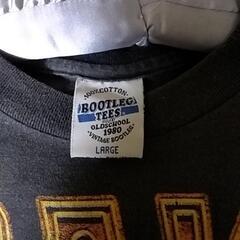 100% COTTON
BOOTLEG
TEES
OLDSCHOOL
1980
VINTAGE BOOTLEG
LARGE